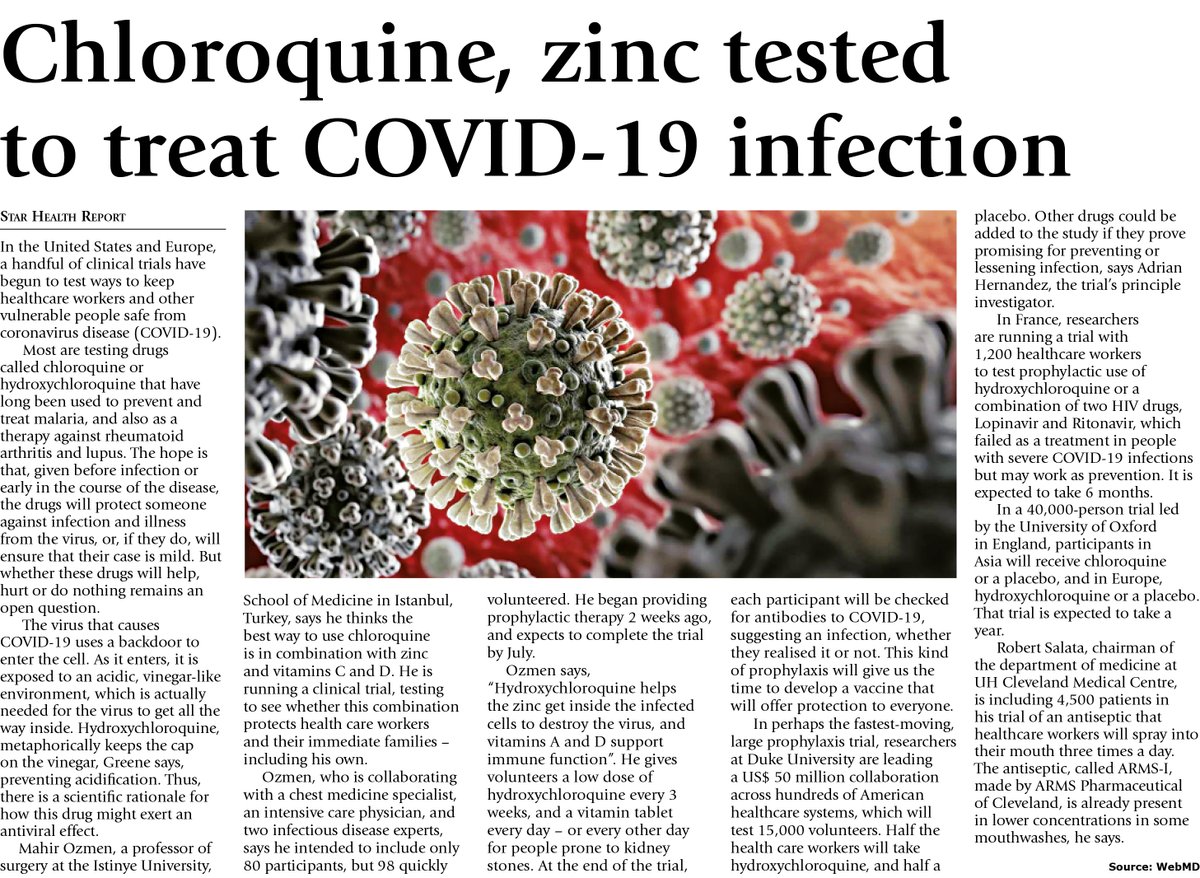 Chloroquine, zinc tested
to treat COVID-19 infection
Star Health Report
In the United States and Europe,
a handful of clinical trials have
begun to test ways to keep
healthcare workers and other
vulnerable people safe from
coronavirus disease (COVID-19).
Most are testing drugs
called chloroquine or
hydroxychloroquine that have
long been used to prevent and
treat malaria, and also as a
therapy against rheumatoid
arthritis and lupus. The hope is
that, given before infection or
early in the course of the disease,
the drugs will protect someone
against infection and illness
from the virus, or, if they do, will
ensure that their case is mild. But
whether these drugs will help,
hurt or do nothing remains an
open question.
The virus that causes
COVID-19 uses a backdoor to
enter the cell. As it enters, it is
exposed to an acidic, vinegar-like
environment, which is actually
needed for the virus to get all the
way inside. Hydroxychloroquine,
metaphorically keeps the cap
on the vinegar, Greene says,
preventing acidification. Thus,
there is a scientific rationale for
how this drug might exert an
antiviral effect.
Mahir Ozmen, a professor of
surgery at the Istinye University,
School of Medicine in Istanbul,
Turkey, says he thinks the
best way to use chloroquine
is in combination with zinc
and vitamins C and D. He is
running a clinical trial, testing
to see whether this combination
protects health care workers
and their immediate families –
including his own.
Ozmen, who is collaborating
with a chest medicine specialist,
an intensive care physician, and
two infectious disease experts,
says he intended to include only
80 participants, but 98 quickly
volunteered. He began providing
prophylactic therapy 2 weeks ago,
and expects to complete the trial
by July.
Ozmen says,
“Hydroxychloroquine helps
the zinc get inside the infected
cells to destroy the virus, and
vitamins A and D support
immune function”. He gives
volunteers a low dose of
hydroxychloroquine every 3
weeks, and a vitamin tablet
every day – or every other day
for people prone to kidney
stones. At the end of the trial,
each participant will be checked
for antibodies to COVID-19,
suggesting an infection, whether
they realised it or not. This kind
of prophylaxis will give us the
time to develop a vaccine that
will offer protection to everyone.
In perhaps the fastest-moving,
large prophylaxis trial, researchers
at Duke University are leading
a US$ 50 million collaboration
across hundreds of American
healthcare systems, which will
test 15,000 volunteers. Half the
health care workers will take
hydroxychloroquine, and half a
placebo. Other drugs could be
added to the study if they prove
promising for preventing or
lessening infection, says Adrian
Hernandez, the trial’s principle
investigator.
In France, researchers
are running a trial with
1,200 healthcare workers
to test prophylactic use of
hydroxychloroquine or a
combination of two HIV drugs,
Lopinavir and Ritonavir, which
failed as a treatment in people
with severe COVID-19 infections
but may work as prevention. It is
expected to take 6 months.
In a 40,000-person trial led
by the University of Oxford
in England, participants in
Asia will receive chloroquine
or a placebo, and in Europe,
hydroxychloroquine or a placebo.
That trial is expected to take a
year.
Robert Salata, chairman of
the department of medicine at
UH Cleveland Medical Centre,
is including 4,500 patients in
his trial of an antiseptic that
healthcare workers will spray into
their mouth three times a day.
The antiseptic, called ARMS-I,
made by ARMS Pharmaceutical
of Cleveland, is already present
in lower concentrations in some
mouthwashes, he says.
Source: WebMD